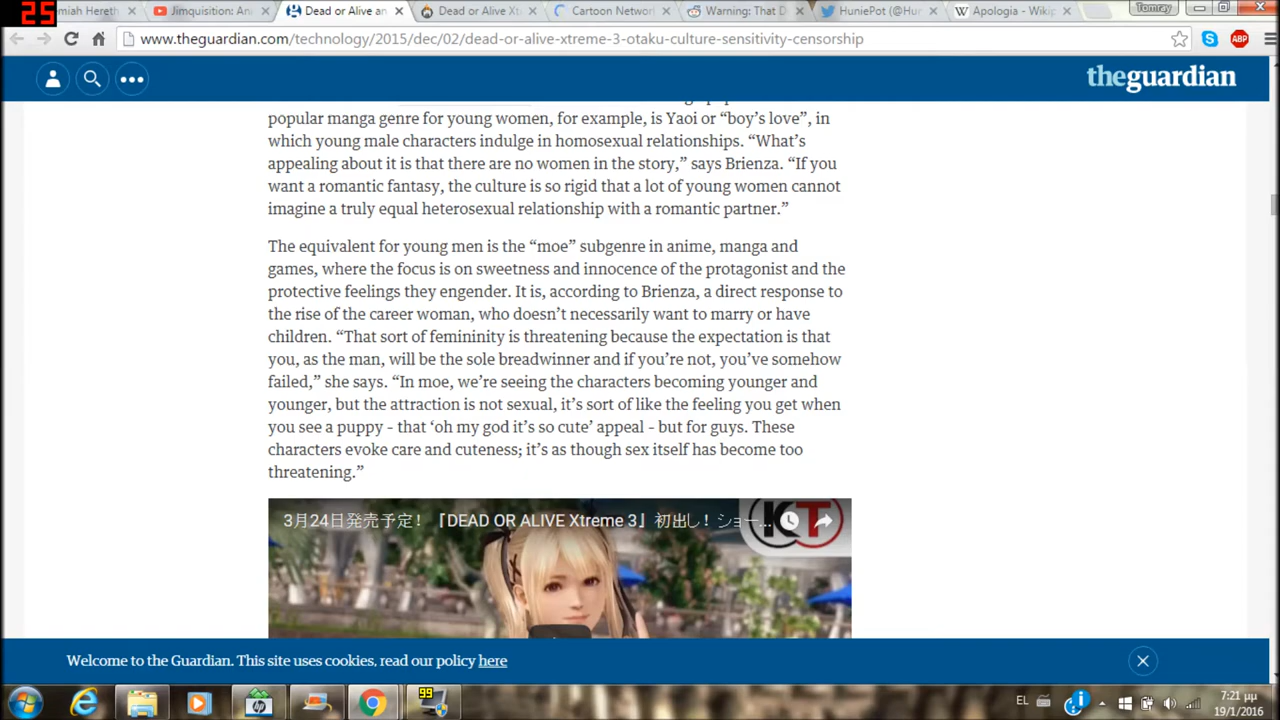 25
emiah Hereth
Jimquisition: An
Dead or Alive an
Dead or Alive Xt
Cartoon Networ
Warning: That D
HuniePot (@Hun
Apologia - Wikip
Tomray
www.theguardian.com/technology/2015/dec/02/dead-or-alive-xtreme-3-otaku-culture-sensitivity-censorship
ABP
theguardian
popular manga genre for young women, for example, is Yaoi or “boy’s love”, in
which young male characters indulge in homosexual relationships. “What’s
appealing about it is that there are no women in the story,” says Brienza. “If you
want a romantic fantasy, the culture is so rigid that a lot of young women cannot
imagine a truly equal heterosexual relationship with a romantic partner.”
The equivalent for young men is the “moe” subgenre in anime, manga and
games, where the focus is on sweetness and innocence of the protagonist and the
protective feelings they engender. It is, according to Brienza, a direct response to
the rise of the career woman, who doesn’t necessarily want to marry or have
children. “That sort of femininity is threatening because the expectation is that
you, as the man, will be the sole breadwinner and if you’re not, you’ve somehow
failed,” she says. “In moe, we’re seeing the characters becoming younger and
younger, but the attraction is not sexual, it’s sort of like the feeling you get when
you see a puppy – that ‘oh my god it’s so cute’ appeal – but for guys. These
characters evoke care and cuteness; it’s as though sex itself has become too
threatening.”
3月24日発売予定！『DEAD OR ALIVE Xtreme 3』初出し！ショー...
KT
Welcome to the Guardian. This site uses cookies, read our policy here
99
EL
7:21 μμ
19/1/2016